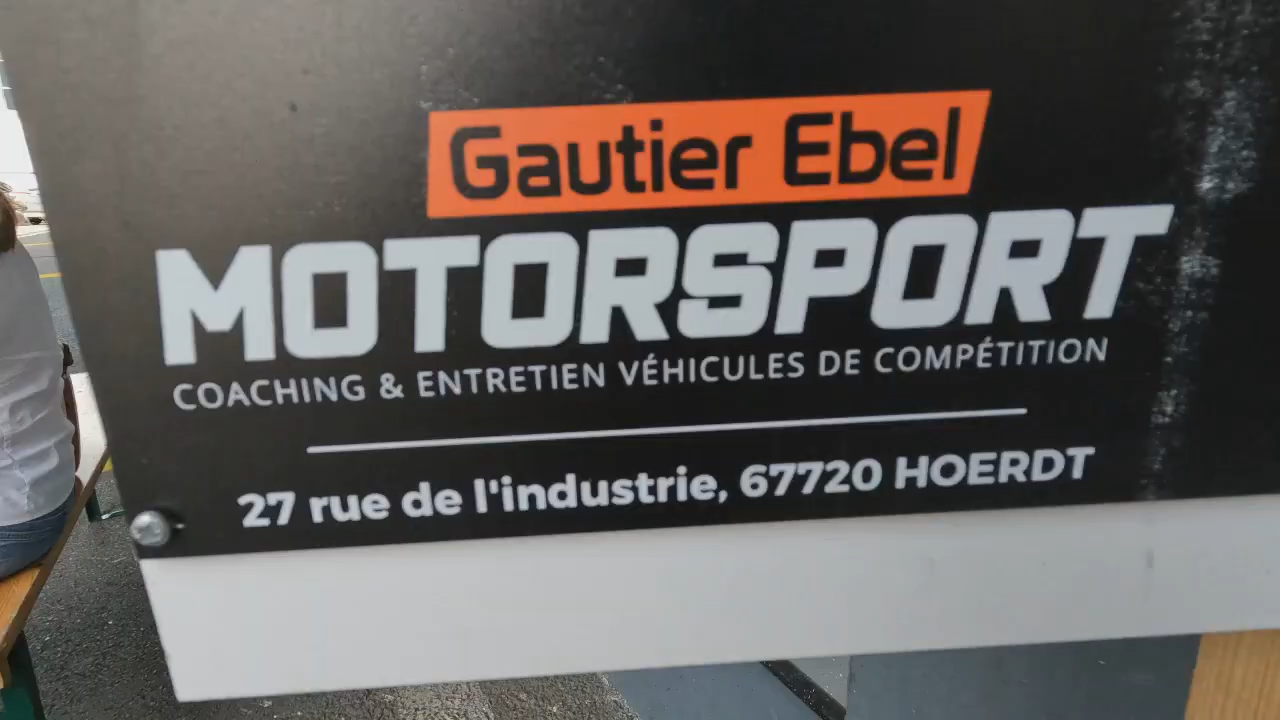 Gautier Ebel
MOTORSPORT
COACHING & ENTRETIEN VÉHICULES DE COMPÉTITION
27 rue de l'industrie, 67720 HOERDT